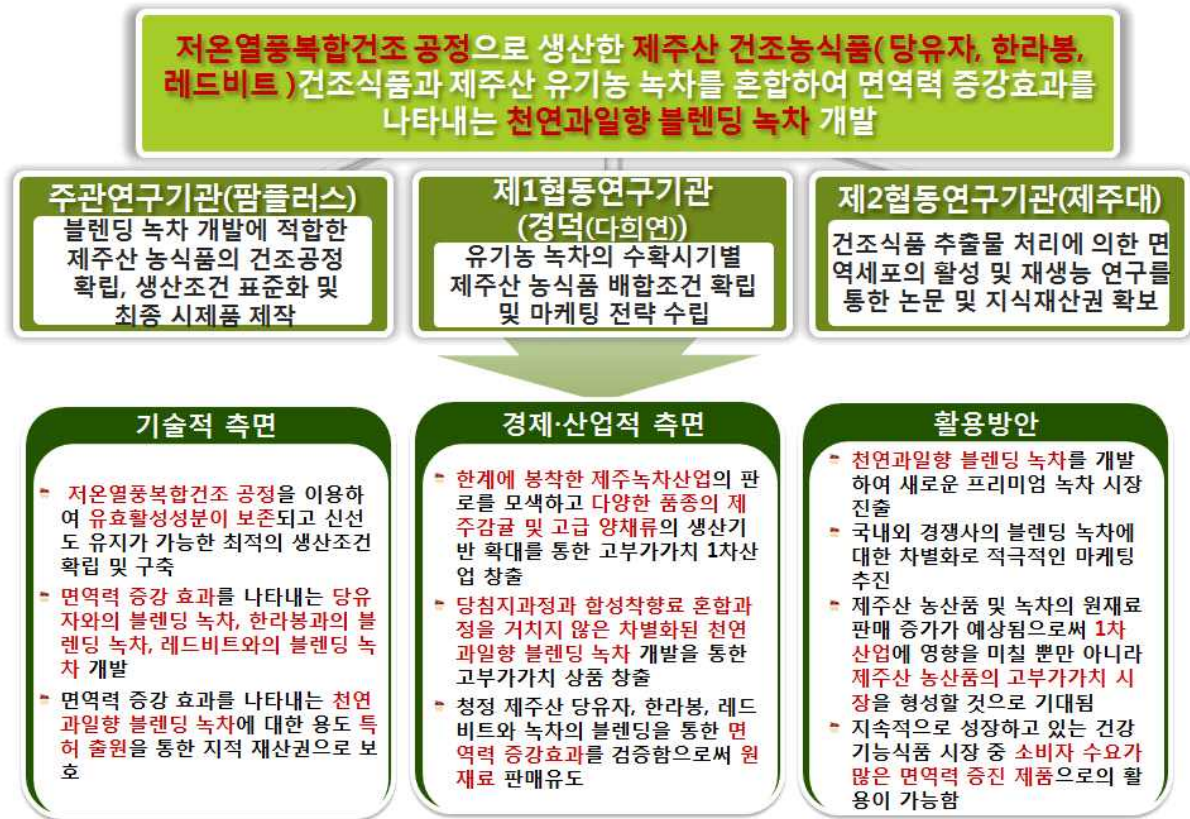 저온열풍복합건조 공정으로 생산한 제주산 건조농식품( 당유자, 한라봉,
레드비트 )건조식품과 제주산 유기농 녹차를 혼합하여 면역력 증강효과를
나타내는 천연과일향 블렌딩 녹차 개발
주관연구기관(팜플러스)
블렌딩 녹차 개발에 적합한
제주산 농식품의 건조공정
확립, 생산조건 표준화 및
최종 시제품 제작
제1협동연구기관
(경덕(다희연))
유기농 녹차의 수확시기별
제주산 농식품 배합조건 확립
및 마케팅 전략 수립
제2협동연구기관(제주대)
건조식품 추출물 처리에 의한 면
역세포의 활성 및 재생능 연구를
통한 논문 및 지식재산권 확보
기술적 측면
저온열풍복합건조 공정을 이용하
여 유효활성성분이 보존되고 신선
도 유지가 가능한 최적의 생산조건
확립 및 구축
면역력 증강 효과를 나타내는 당유
자와의 블렌딩 녹차, 한라봉과의 블
렌딩 녹차, 레드비트와의 블렌딩 녹
차 개발
면역력 증강 효과를 나타내는 천연
과일향 블렌딩 녹차에 대한 용도 특
허 출원을 통한 지적 재산권으로 보
호
경제·산업적 측면
한계에 봉착한 제주녹차산업의 판
로를 모색하고 다양한 품종의 제
주감귤 및 고급 양채류의 생산기
반 확대를 통한 고부가가치 1차산
업 창출
당침지과정과 합성착향료 혼합과
정을 거치지 않은 차별화된 천연
과일향 블렌딩 녹차 개발을 통한
고부가가치 상품 창출
청정 제주산 당유자, 한라봉, 레드
비트와 녹차의 블렌딩을 통한 면
역력 증강효과를 검증함으로써 원
재료 판매유도
활용방안
천연과일향 블렌딩 녹차를 개발
하여 새로운 프리미엄 녹차 시장
진출
국내외 경쟁사의 블렌딩 녹차에
대한 차별화로 적극적인 마케팅
추진
제주산 농산품 및 녹차의 원재료
판매 증가가 예상됨으로써 1차
산업에 영향을 미칠 뿐만 아니라
제주산 농산품의 고부가가치 시
장을 형성할 것으로 기대됨
지속적으로 성장하고 있는 건강
기능식품 시장 중 소비자 수요가
많은 면역력 증진 제품으로의 활
용이 가능함